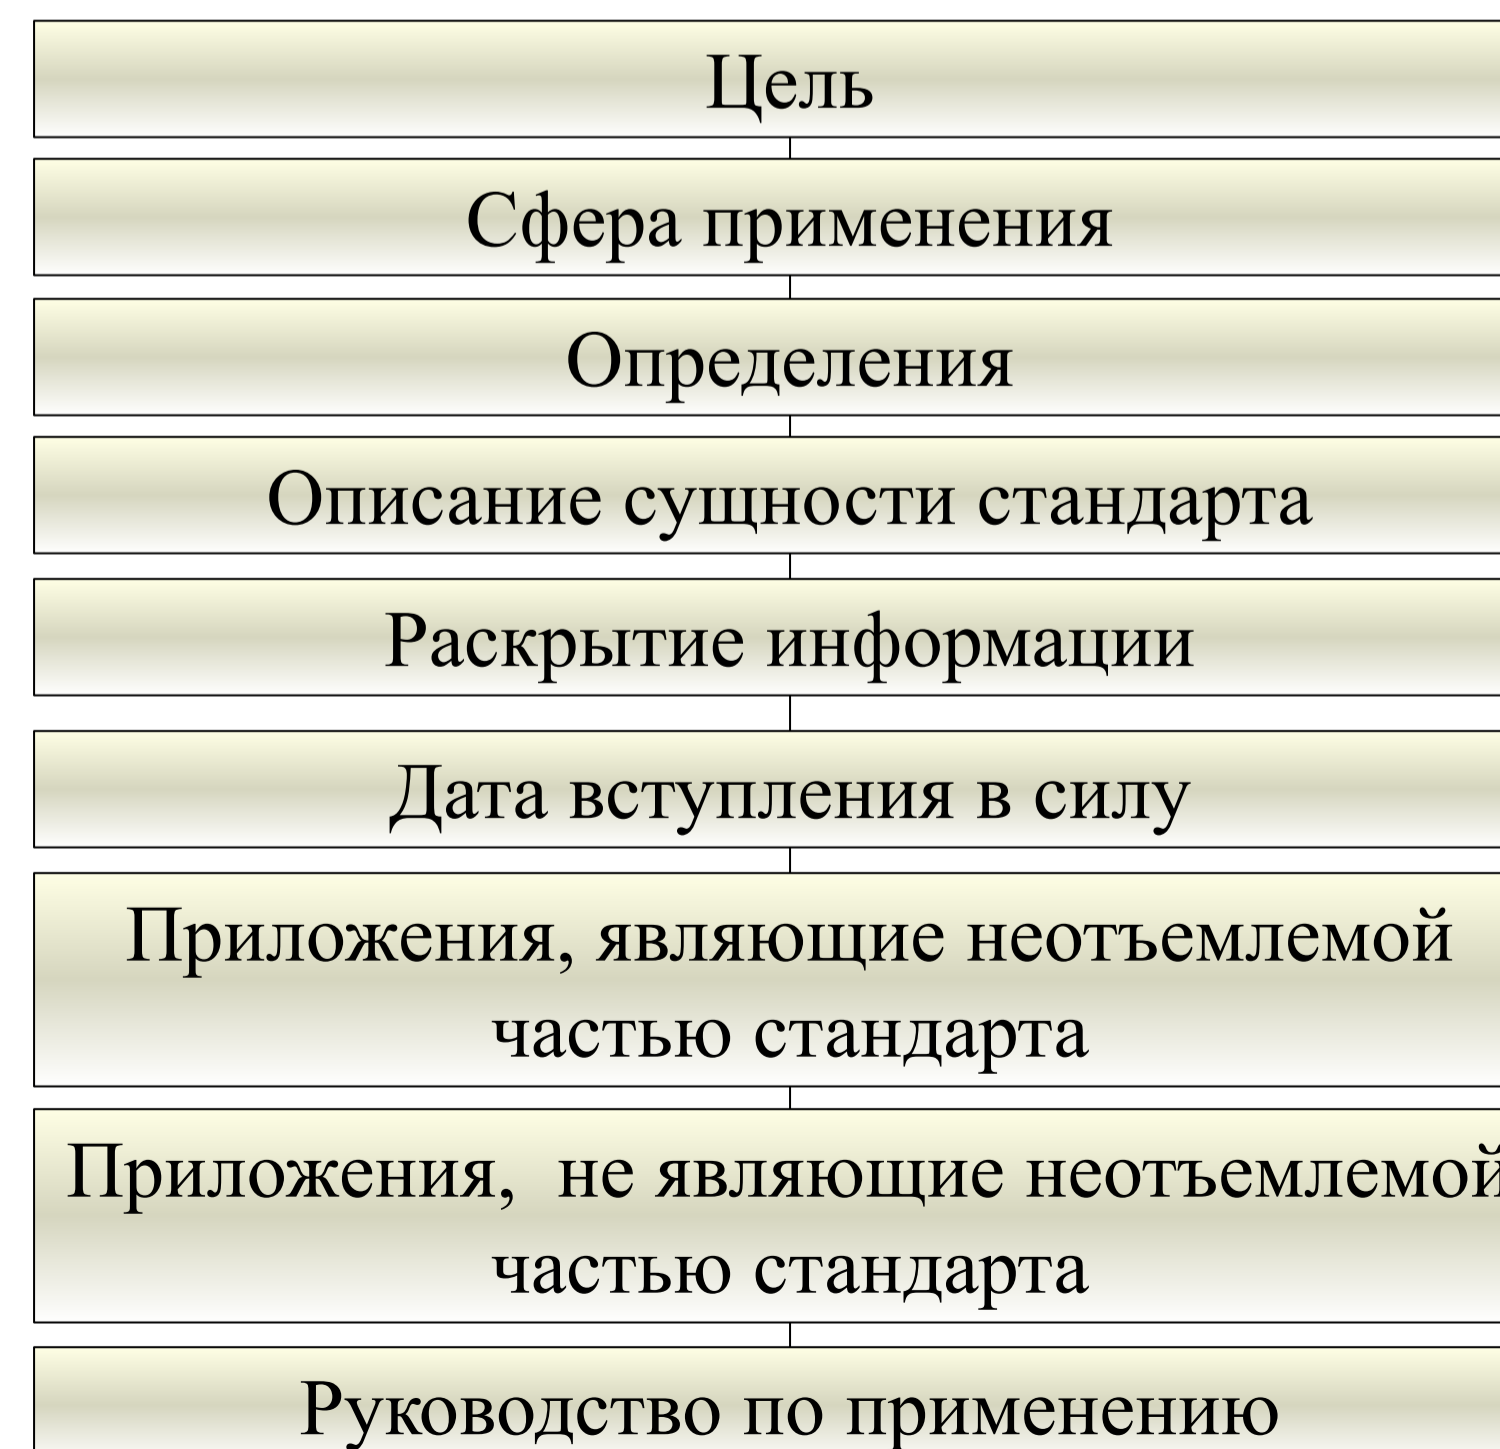 Цель
Сфера применения
Определения
Описание сущности стандарта
Раскрытие информации
Дата вступления в силу
Приложения, являющие неотъемлемой
частью стандарта
Приложения,  не являющие неотъемлемой
частью стандарта
Руководство по применению